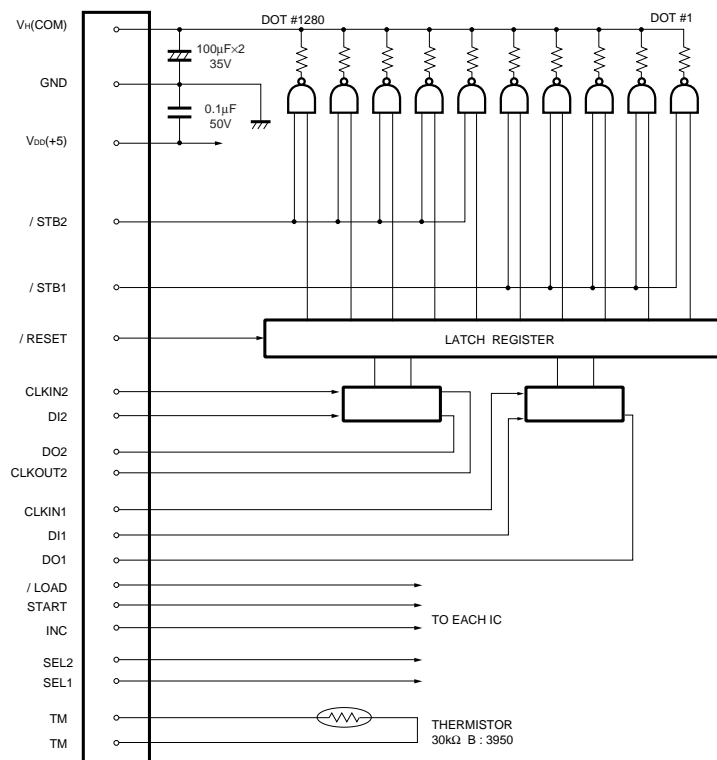 VH(COM)
DOT #1280
DOT #1
100µF×2
35V
GND
0.1µF
50V
VDD(+5)
/ STB2
/ STB1
/ RESET
LATCH REGISTER
CLKIN2
DI2
DO2
CLKOUT2
CLKIN1
DI1
DO1
/ LOAD
START
TO EACH IC
INC
SEL2
SEL1
TM
THERMISTOR
30kΩ B : 3950
TM